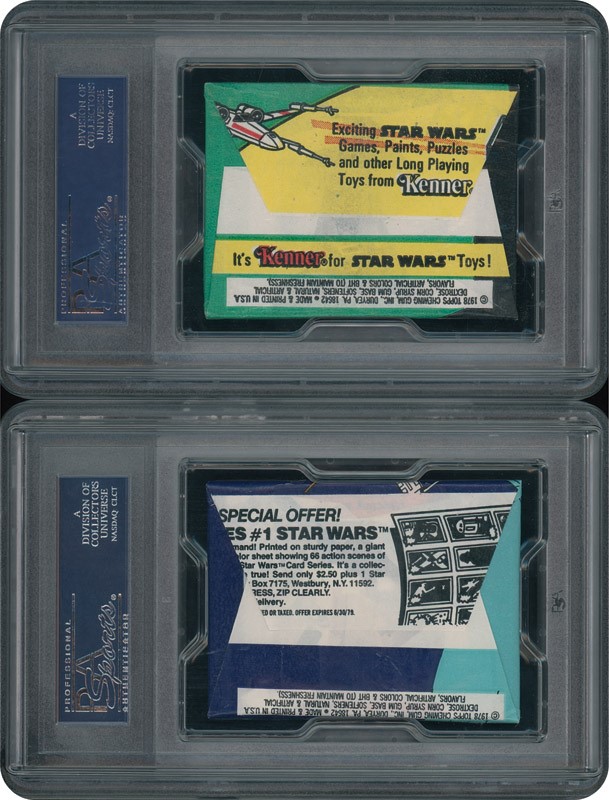 A
DIVISION OF
COLLECTORS
UNIVERSE
NASDAQ: CLCT
PROFESSIONAL
PSA
Sports
AUTHENTICATOR
Exciting STAR WARS™
Games, Paints, Puzzles
and other Long Playing
Toys from Kenner
It's Kenner® for STAR WARS™ Toys!
© 1978 TOPPS CHEWING GUM, INC. DURYEA, PA. 18642 • MADE & PRINTED IN U.S.A.
DEXTROSE, CORN SYRUP, GUM BASE, SOFTENERS, NATURAL & ARTIFICIAL
FLAVORS, ARTIFICIAL COLORS & BHT (TO MAINTAIN FRESHNESS).
A
DIVISION OF
COLLECTORS
UNIVERSE
NASDAQ: CLCT
PROFESSIONAL
PSA
Sports
AUTHENTICATOR
SPECIAL OFFER!
ES #1 STAR WARS™
mand! Printed on sturdy paper, a giant
olor sheet showing 66 action scenes of
Star Wars™ Card Series. It's a collec-
true! Send only $2.50 plus 1 Star
Box 7175, Westbury, N.Y. 11592.
RESS, ZIP CLEARLY.
elivery.
ED OR TAXED. OFFER EXPIRES 6/30/79.
© 1978 TOPPS CHEWING GUM, INC. DURYEA, PA. 18642 • MADE & PRINTED IN U.S.A.
DEXTROSE, CORN SYRUP, GUM BASE, SOFTENERS, NATURAL & ARTIFICIAL
FLAVORS, ARTIFICIAL COLORS & BHT (TO MAINTAIN FRESHNESS).